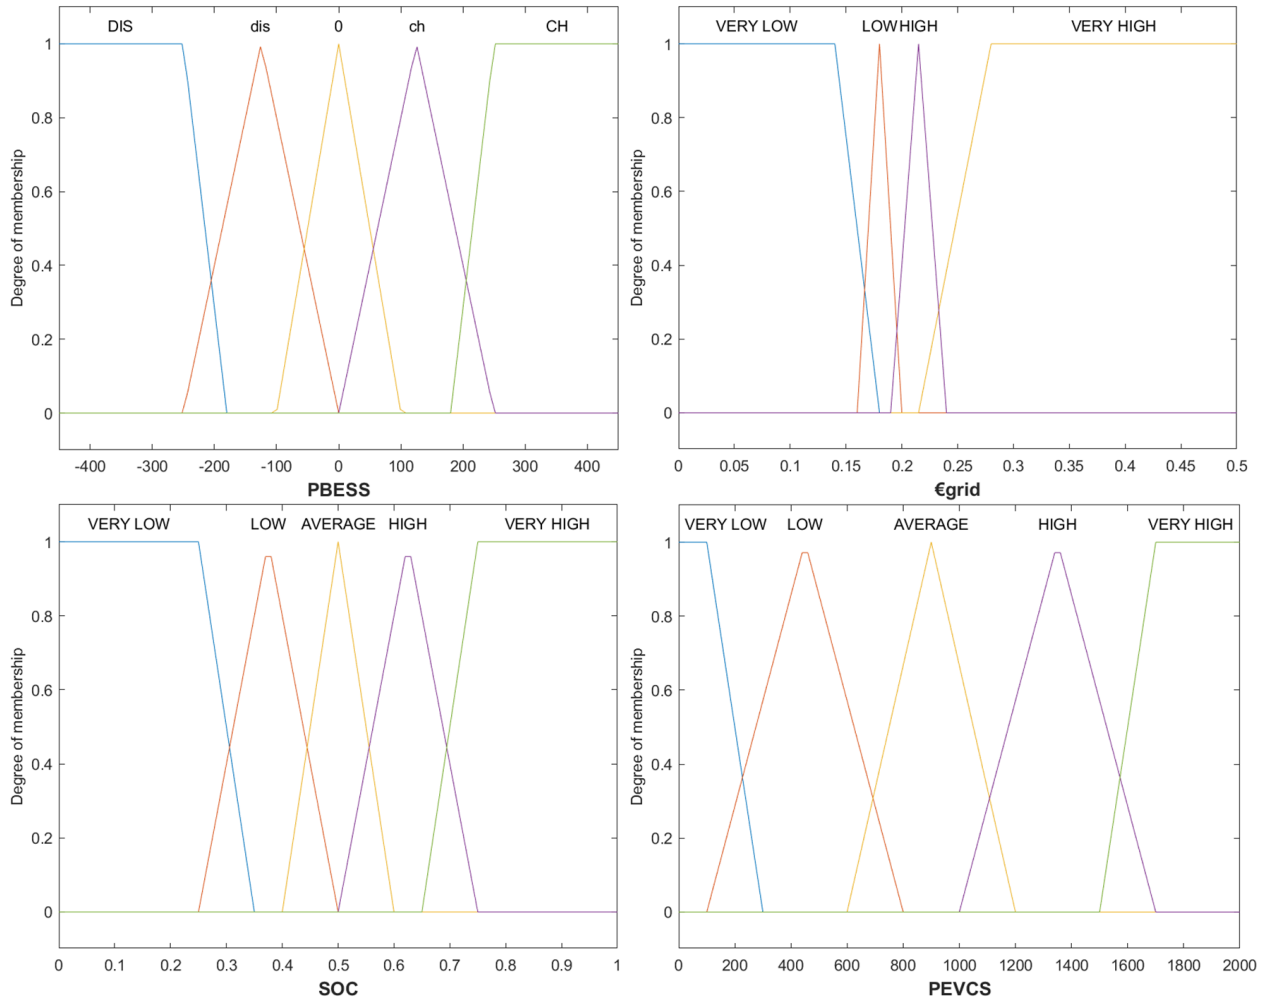 DIS dis 0 ch CH
1
0.8
0.6
0.4
0.2
0
Degree of membership
-400 -300 -200 -100 0 100 200 300 400
PBESS
VERY LOW LOW HIGH VERY HIGH
1
0.8
0.6
0.4
0.2
0
Degree of membership
0 0.05 0.1 0.15 0.2 0.25 0.3 0.35 0.4 0.45 0.5
€grid
VERY LOW LOW AVERAGE HIGH VERY HIGH
1
0.8
0.6
0.4
0.2
0
Degree of membership
0 0.1 0.2 0.3 0.4 0.5 0.6 0.7 0.8 0.9 1
SOC
VERY LOW LOW AVERAGE HIGH VERY HIGH
1
0.8
0.6
0.4
0.2
0
Degree of membership
0 200 400 600 800 1000 1200 1400 1600 1800 2000
PEVCS